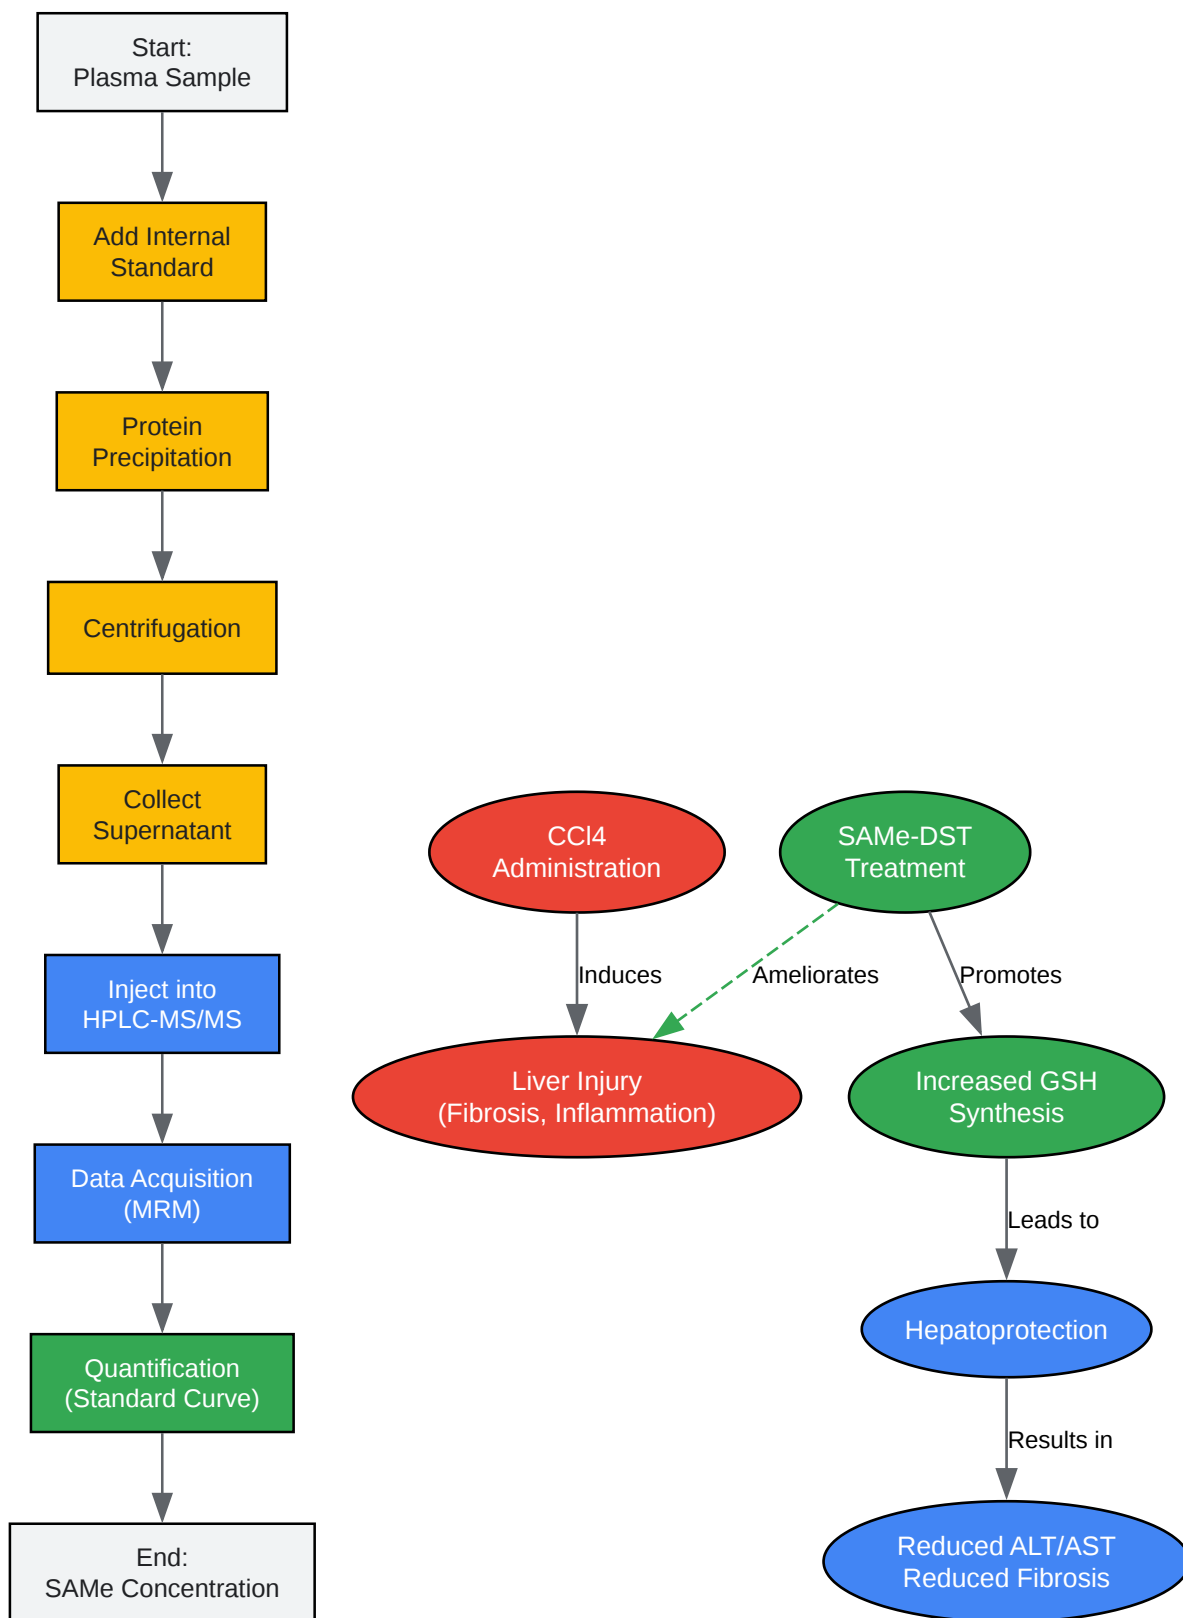 Start:
Plasma Sample
Add Internal
Standard
Protein
Precipitation
Centrifugation
Collect
Supernatant
Inject into
HPLC-MS/MS
Data Acquisition
(MRM)
Quantification
(Standard Curve)
End:
SAMe Concentration
CCl4
Administration
SAMe-DST
Treatment
Induces
Ameliorates
Promotes
Liver Injury
(Fibrosis, Inflammation)
Increased GSH
Synthesis
Leads to
Hepatoprotection
Results in
Reduced ALT/AST
Reduced Fibrosis